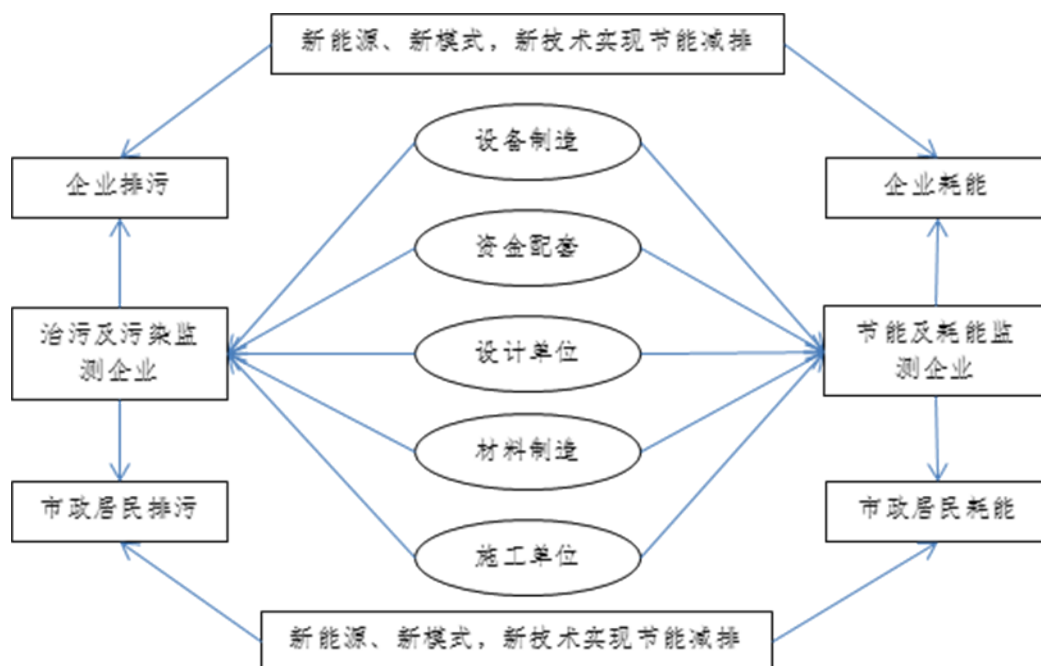 新能源、新模式，新技术实现节能减排
设备制造
企业排污
企业耗能
资金配套
治污及污染监
测企业
设计单位
节能及耗能监
测企业
材料制造
市政居民排污
市政居民耗能
施工单位
新能源、新模式，新技术实现节能减排